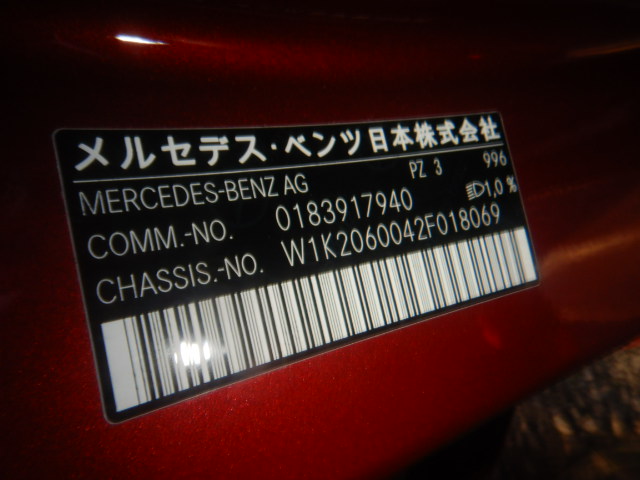 メルセデス・ベンツ日本株式会社
MERCEDES-BENZ AG PZ 3 996
COMM.-NO. 0183917940 1,0 %
CHASSIS.-NO. W1K2060042F018069